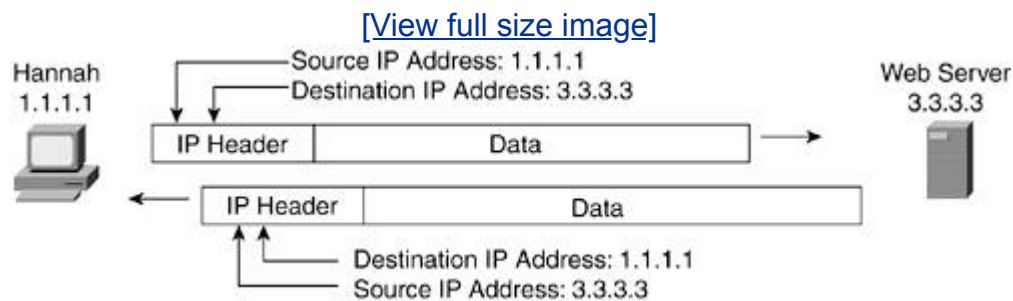 [View full size image]
Hannah
1.1.1.1
Source IP Address: 1.1.1.1
Destination IP Address: 3.3.3.3
Web Server
3.3.3.3
IP Header
Data
IP Header
Data
Destination IP Address: 1.1.1.1
Source IP Address: 3.3.3.3